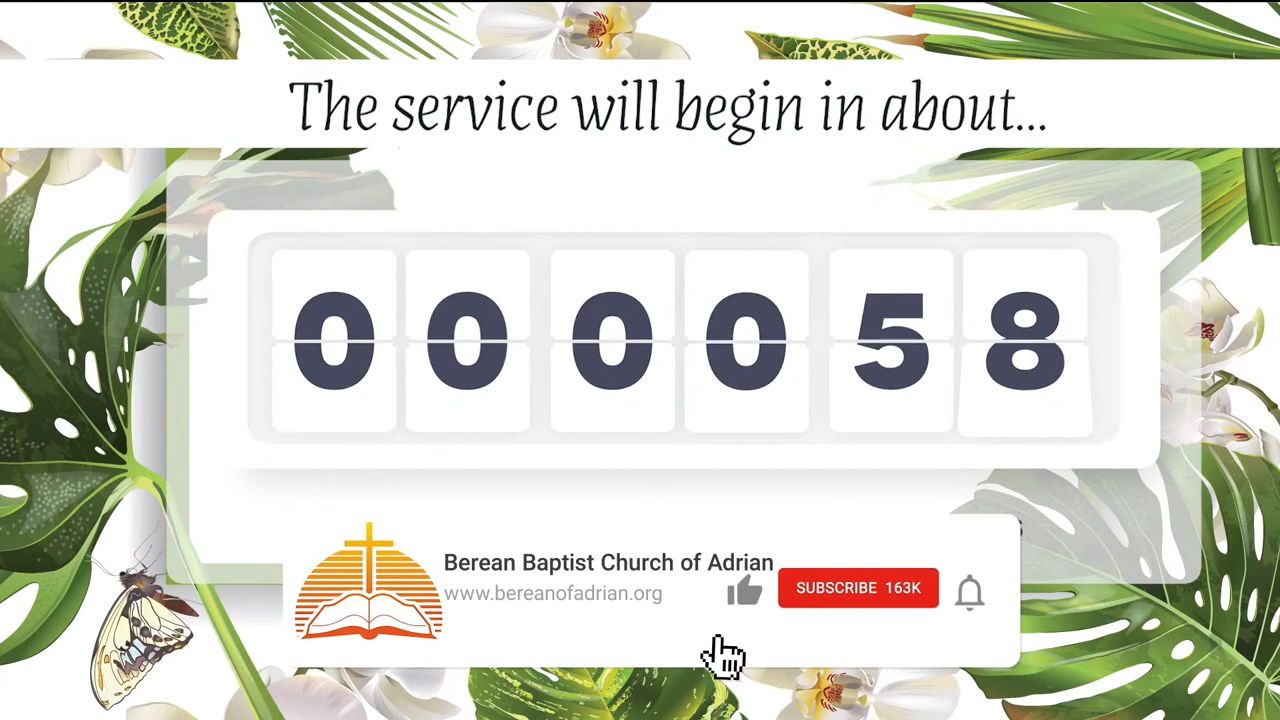 The service will begin in about...
0 0 0 0 5 8
Berean Baptist Church of Adrian
www.bereanofadrian.org
SUBSCRIBE 163K